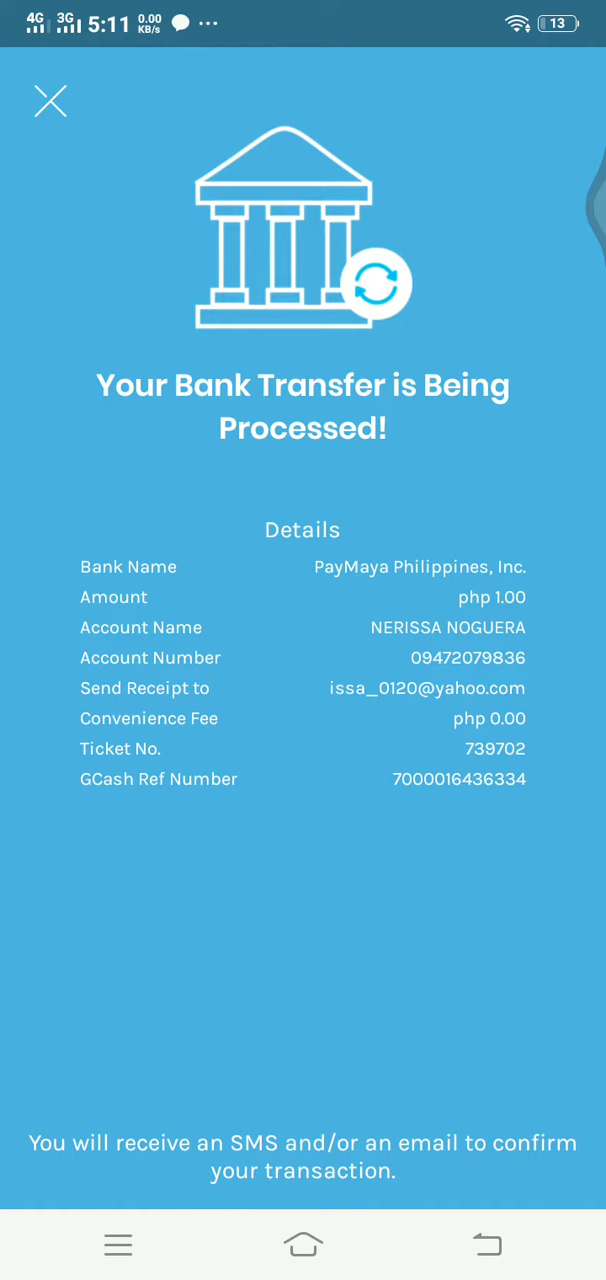 4G 3G 5:11 0.00 KB/s ... 13
Your Bank Transfer is Being
Processed!
Details
Bank Name PayMaya Philippines, Inc.
Amount php 1.00
Account Name NERISSA NOGUERA
Account Number 09472079836
Send Receipt to issa_0120@yahoo.com
Convenience Fee php 0.00
Ticket No. 739702
GCash Ref Number 7000016436334
You will receive an SMS and/or an email to confirm
your transaction.